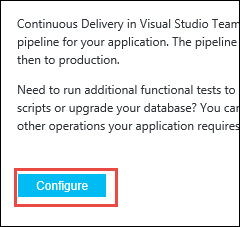 Continuous Delivery in Visual Studio Team
pipeline for your application. The pipeline
then to production.
Need to run additional functional tests to
scripts or upgrade your database? You can
other operations your application requires
Configure